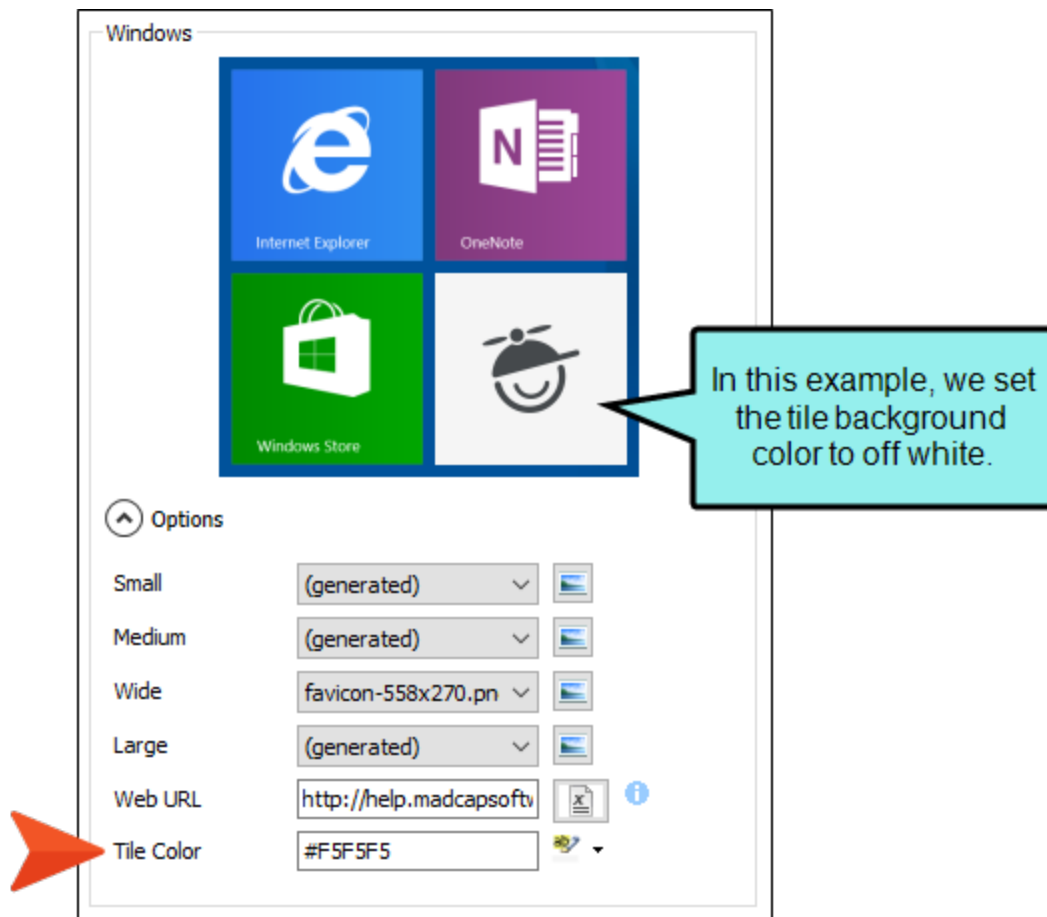 Windows
N
Internet Explorer
OneNote
Windows Store
In this example, we set
the tile background
color to off white.
Options
Small
(generated)
Medium
(generated)
Wide
favicon-558x270.pn
Large
(generated)
Web URL
http://help.madcapsoftw
Tile Color
#F5F5F5